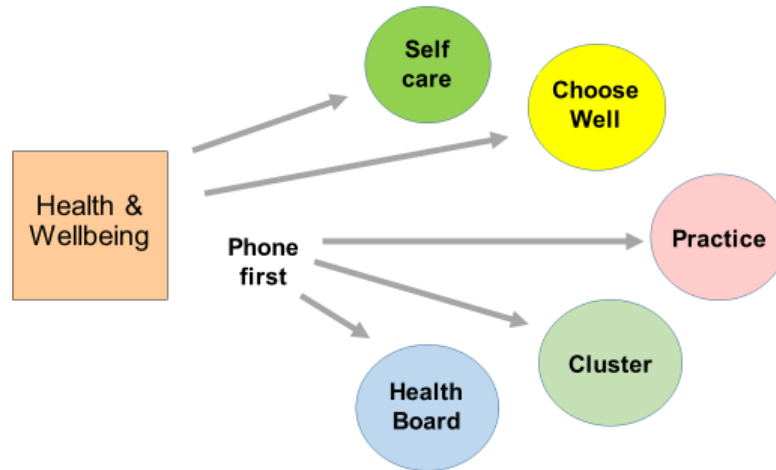 Self
care
Choose
Well
Health &
Wellbeing
Phone
first
Practice
Cluster
Health
Board